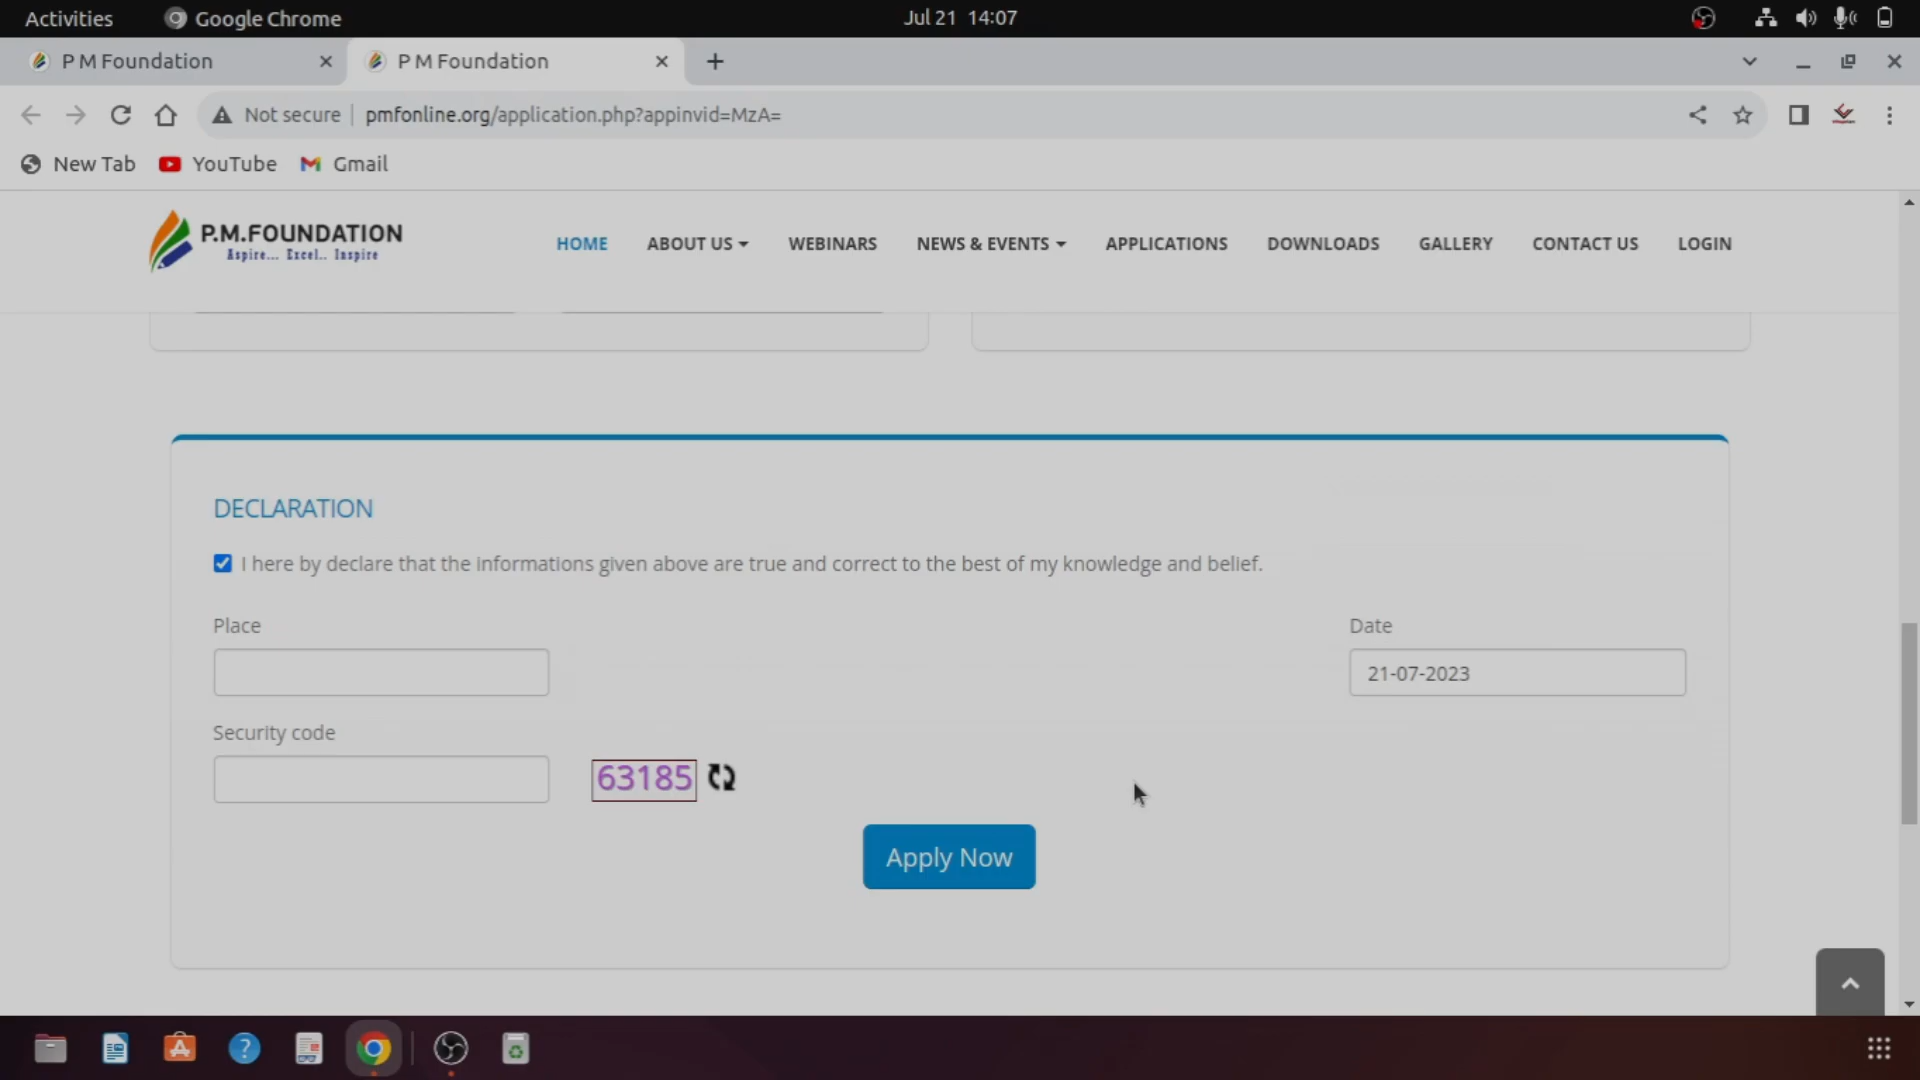 Activities Google Chrome Jul 21 14:07
P M Foundation P M Foundation
Not secure pmfonline.org/application.php?appinvid=MzA=
New Tab YouTube Gmail
P.M.FOUNDATION
Aspire... Excel.. Inspire
HOME ABOUT US WEBINARS NEWS & EVENTS APPLICATIONS DOWNLOADS GALLERY CONTACT US LOGIN
DECLARATION
I here by declare that the informations given above are true and correct to the best of my knowledge and belief.
Place Date
21-07-2023
Security code
63185
Apply Now